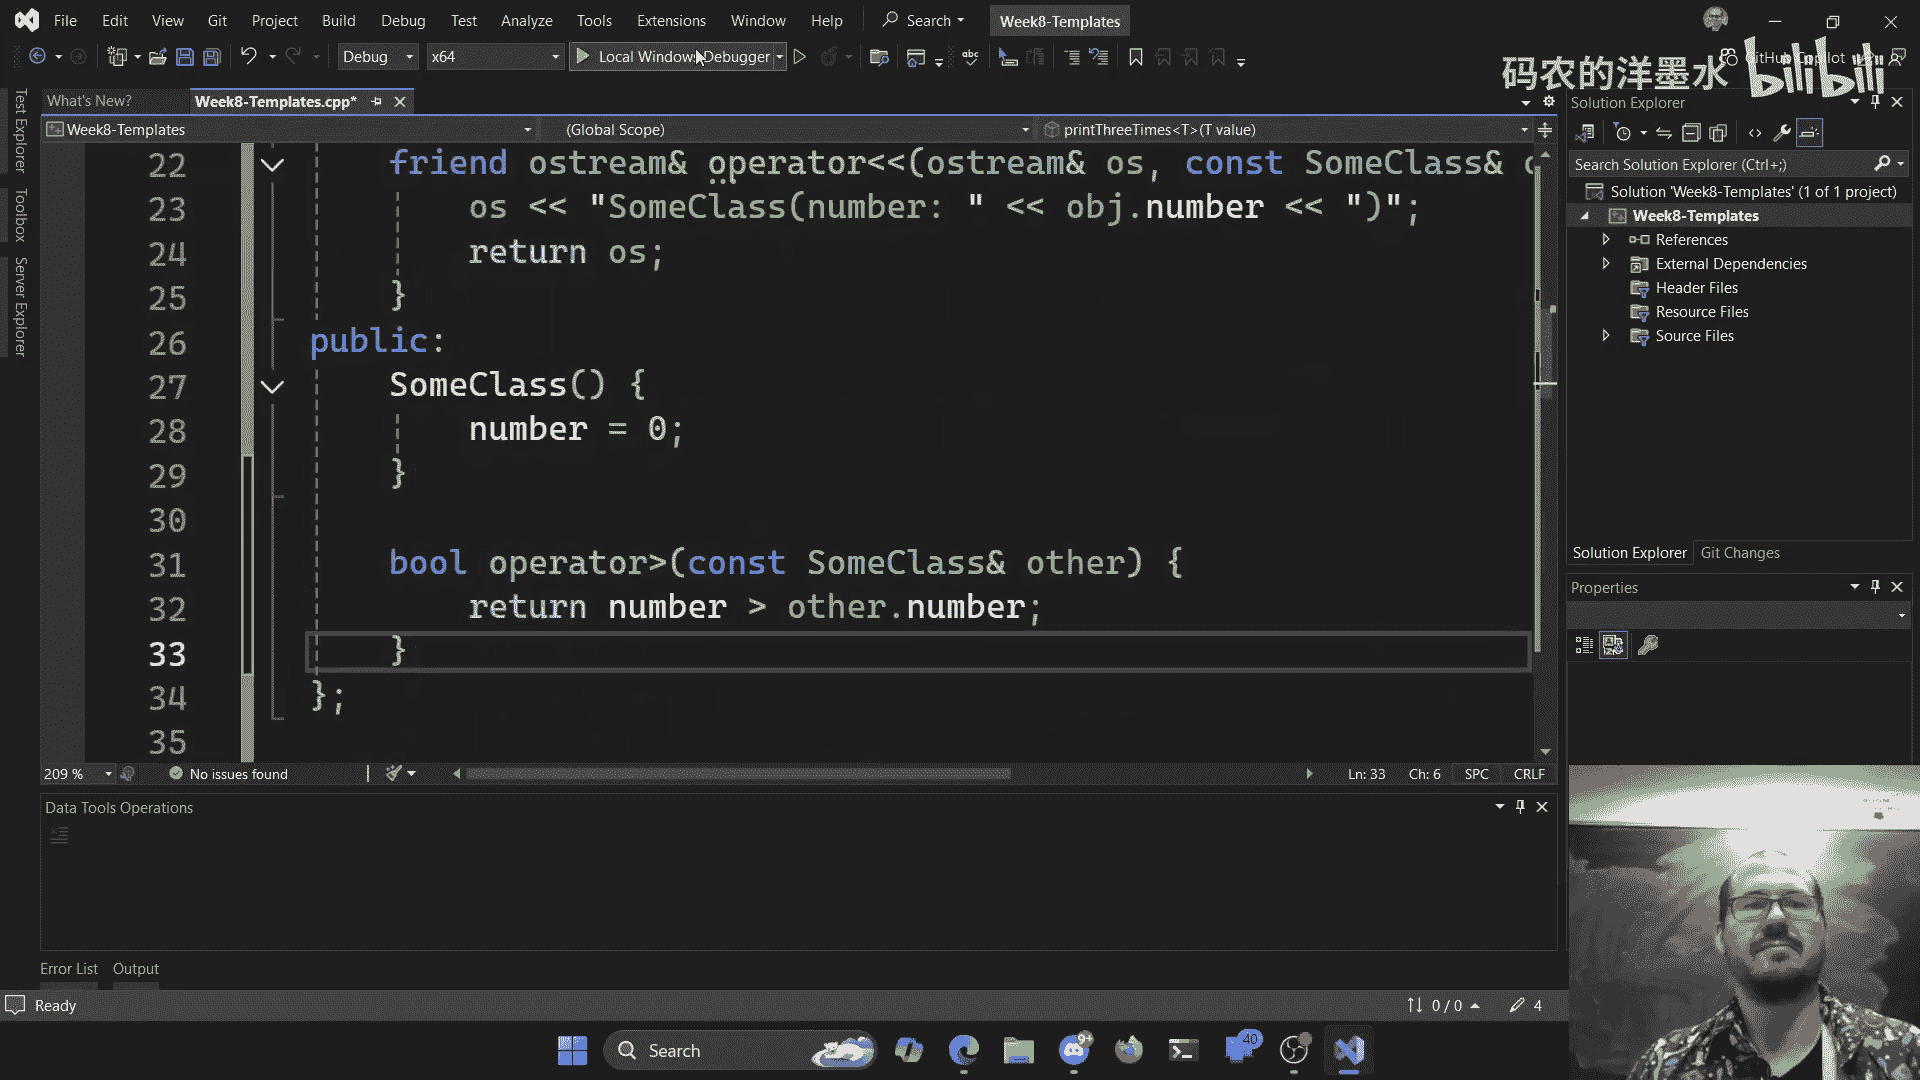 File Edit View Git Project Build Debug Test Analyze Tools Extensions Window Help Search Week8-Templates
Debug x64 Local Windows Debugger GitHub Copilot
码农的洋墨水 bilibili
What's New? Week8-Templates.cpp*
Week8-Templates (Global Scope) printThreeTimes<T>(T value)
Test Explorer
Toolbox
Server Explorer
22 friend ostream& operator<<(ostream& os, const SomeClass& o
23 os << "SomeClass(number: " << obj.number << ")";
24 return os;
25 }
26 public:
27 SomeClass() {
28 number = 0;
29 }
30
31 bool operator>(const SomeClass& other) {
32 return number > other.number;
33 }
34 };
35
209 % No issues found Ln: 33 Ch: 6 SPC CRLF
Data Tools Operations
Error List Output
Ready 0 / 0 4
Solution Explorer
Search Solution Explorer (Ctrl+;)
Solution 'Week8-Templates' (1 of 1 project)
Week8-Templates
References
External Dependencies
Header Files
Resource Files
Source Files
Solution Explorer Git Changes
Properties
Search 9+ 40